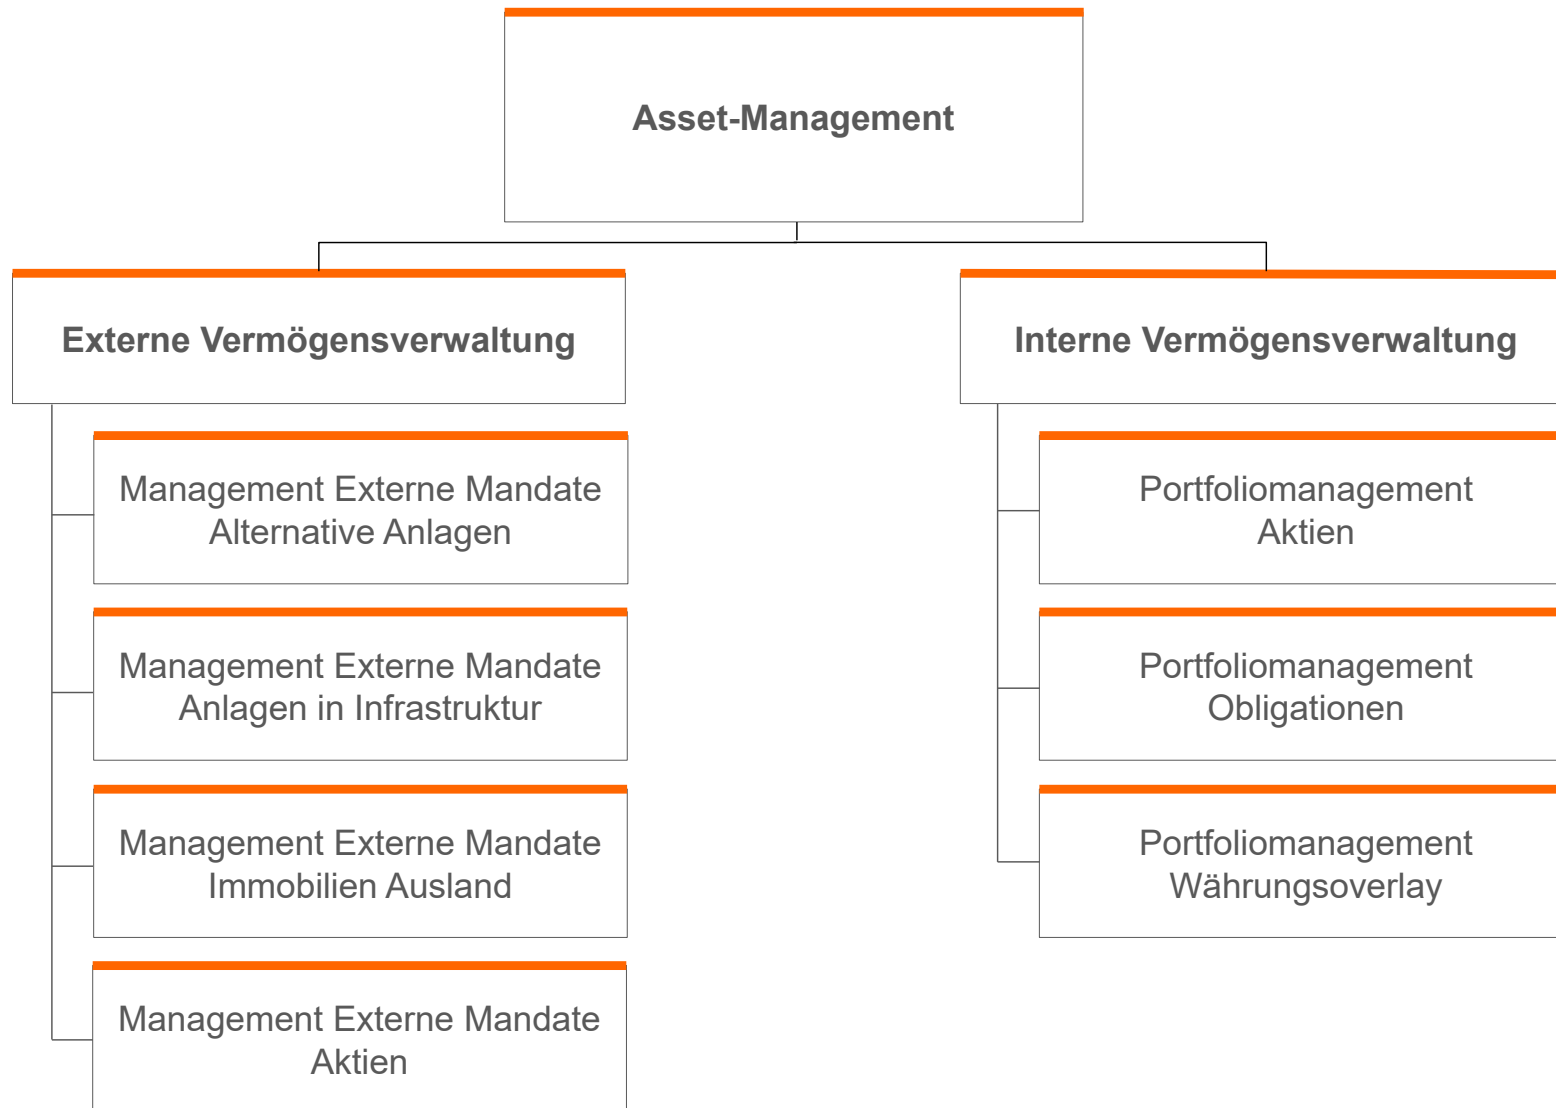 Asset-Management
Externe Vermögensverwaltung
Management Externe Mandate
Alternative Anlagen
Management Externe Mandate
Anlagen in Infrastruktur
Management Externe Mandate
Immobilien Ausland
Management Externe Mandate
Aktien
Interne Vermögensverwaltung
Portfoliomanagement
Aktien
Portfoliomanagement
Obligationen
Portfoliomanagement
Währungsoverlay